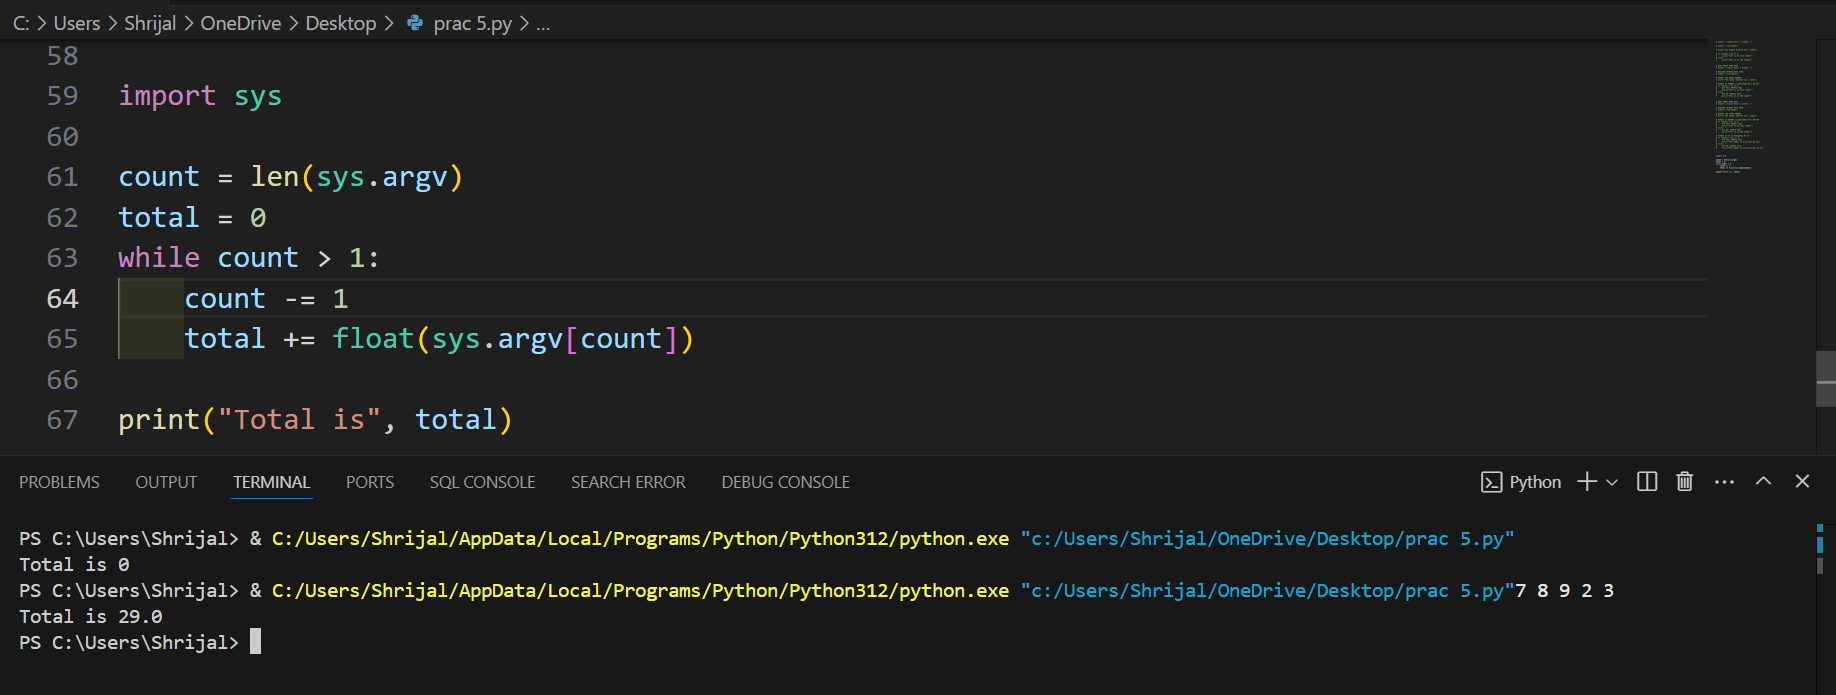 C: > Users > Shrijal > OneDrive > Desktop > prac 5.py > ...
58
59 import sys
60
61 count = len(sys.argv)
62 total = 0
63 while count > 1:
64     count -= 1
65     total += float(sys.argv[count])
66
67 print("Total is", total)
PROBLEMS OUTPUT TERMINAL PORTS SQL CONSOLE SEARCH ERROR DEBUG CONSOLE Python
PS C:\Users\Shrijal> & C:/Users/Shrijal/AppData/Local/Programs/Python/Python312/python.exe "c:/Users/Shrijal/OneDrive/Desktop/prac 5.py"
Total is 0
PS C:\Users\Shrijal> & C:/Users/Shrijal/AppData/Local/Programs/Python/Python312/python.exe "c:/Users/Shrijal/OneDrive/Desktop/prac 5.py"7 8 9 2 3
Total is 29.0
PS C:\Users\Shrijal>